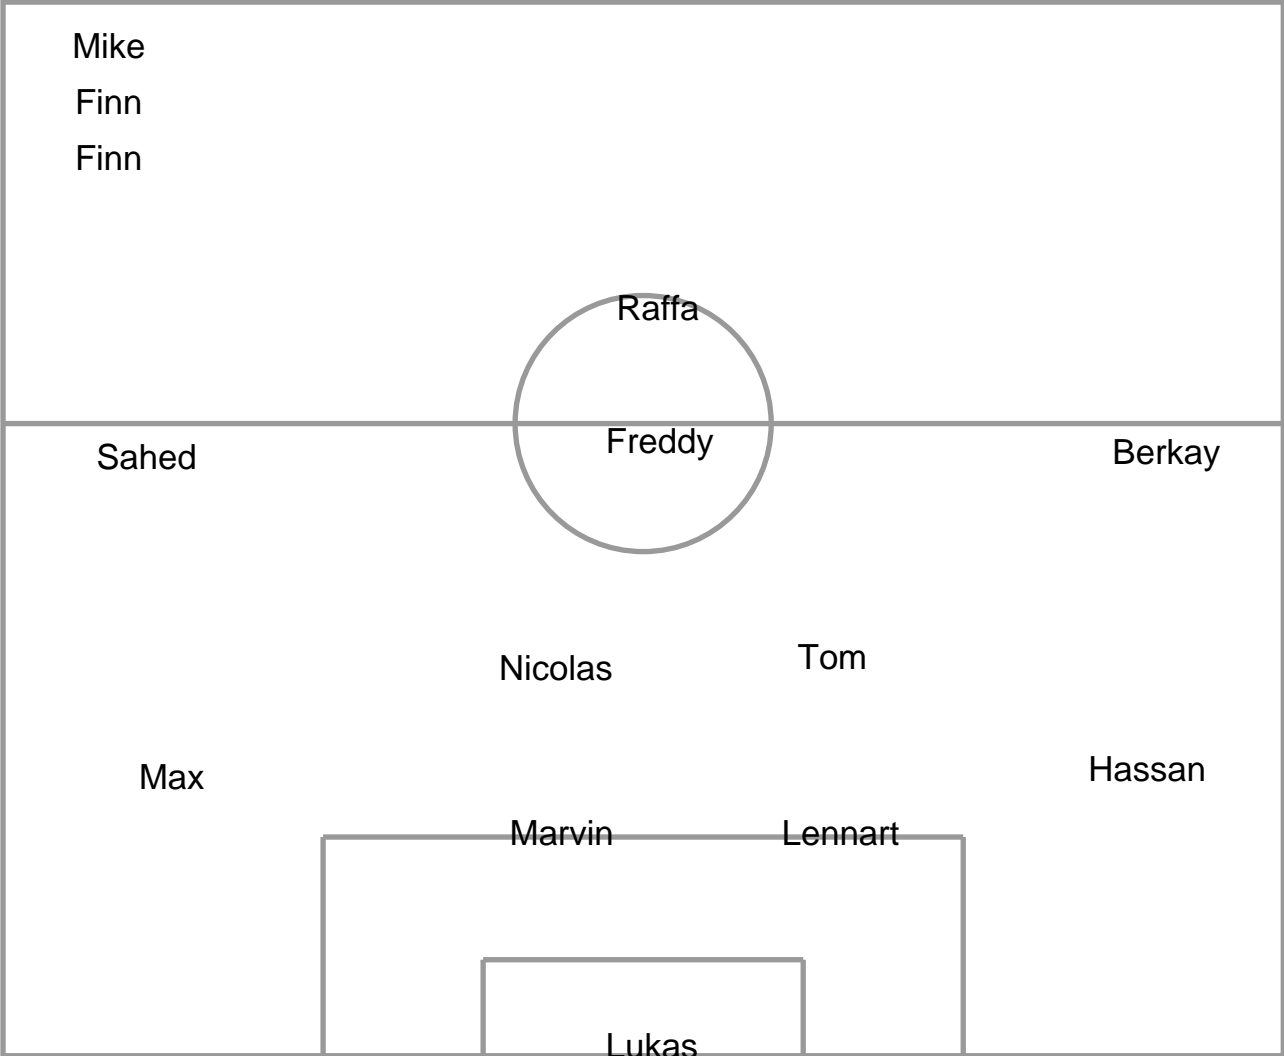 Mike
Finn
Finn
Raffa
Freddy
Sahed
Berkay
Nicolas
Tom
Max
Hassan
Marvin
Lennart
Lukas